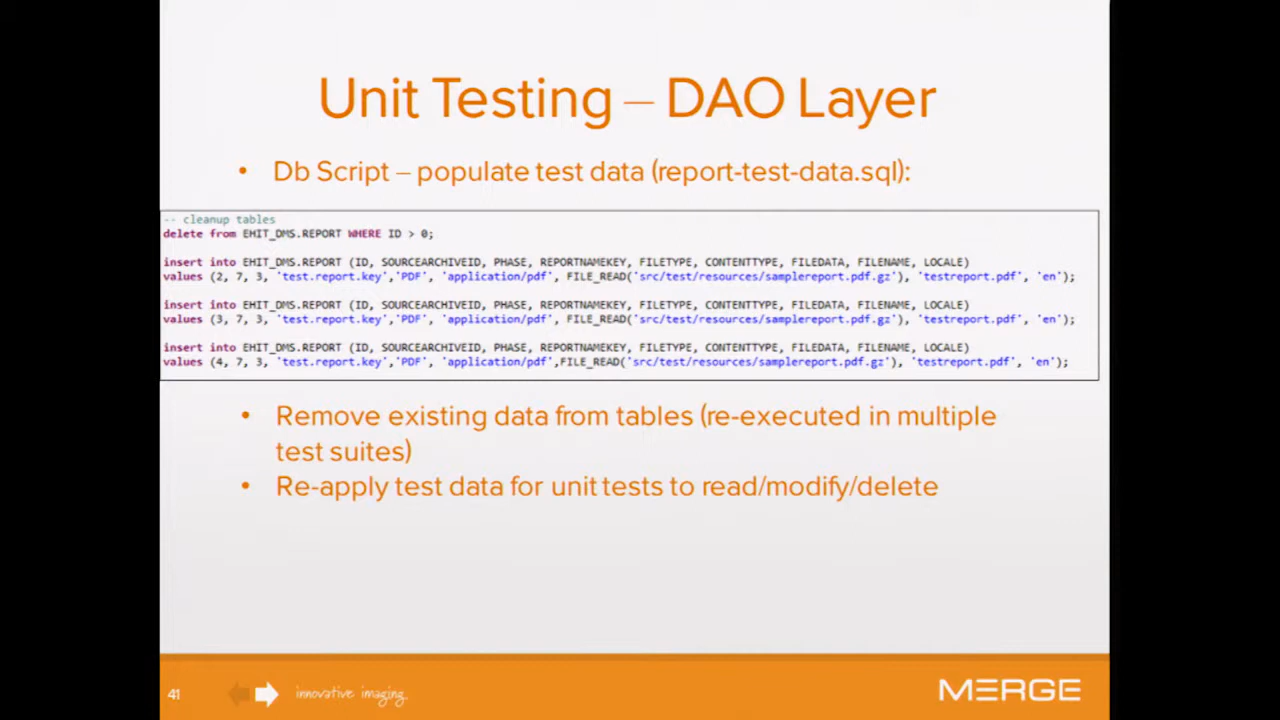 Unit Testing – DAO Layer
• Db Script – populate test data (report-test-data.sql):
-- cleanup tables
delete from EHIT_DMS.REPORT WHERE ID > 0;
insert into EHIT_DMS.REPORT (ID, SOURCEARCHIVEID, PHASE, REPORTNAMEKEY, FILETYPE, CONTENTTYPE, FILEDATA, FILENAME, LOCALE)
values (2, 7, 3, 'test.report.key','PDF', 'application/pdf', FILE_READ('src/test/resources/samplereport.pdf.gz'), 'testreport.pdf', 'en');
insert into EHIT_DMS.REPORT (ID, SOURCEARCHIVEID, PHASE, REPORTNAMEKEY, FILETYPE, CONTENTTYPE, FILEDATA, FILENAME, LOCALE)
values (3, 7, 3, 'test.report.key','PDF', 'application/pdf', FILE_READ('src/test/resources/samplereport.pdf.gz'), 'testreport.pdf', 'en');
insert into EHIT_DMS.REPORT (ID, SOURCEARCHIVEID, PHASE, REPORTNAMEKEY, FILETYPE, CONTENTTYPE, FILEDATA, FILENAME, LOCALE)
values (4, 7, 3, 'test.report.key','PDF', 'application/pdf',FILE_READ('src/test/resources/samplereport.pdf.gz'), 'testreport.pdf', 'en');
• Remove existing data from tables (re-executed in multiple
test suites)
• Re-apply test data for unit tests to read/modify/delete
41
innovative imaging.
MERGE